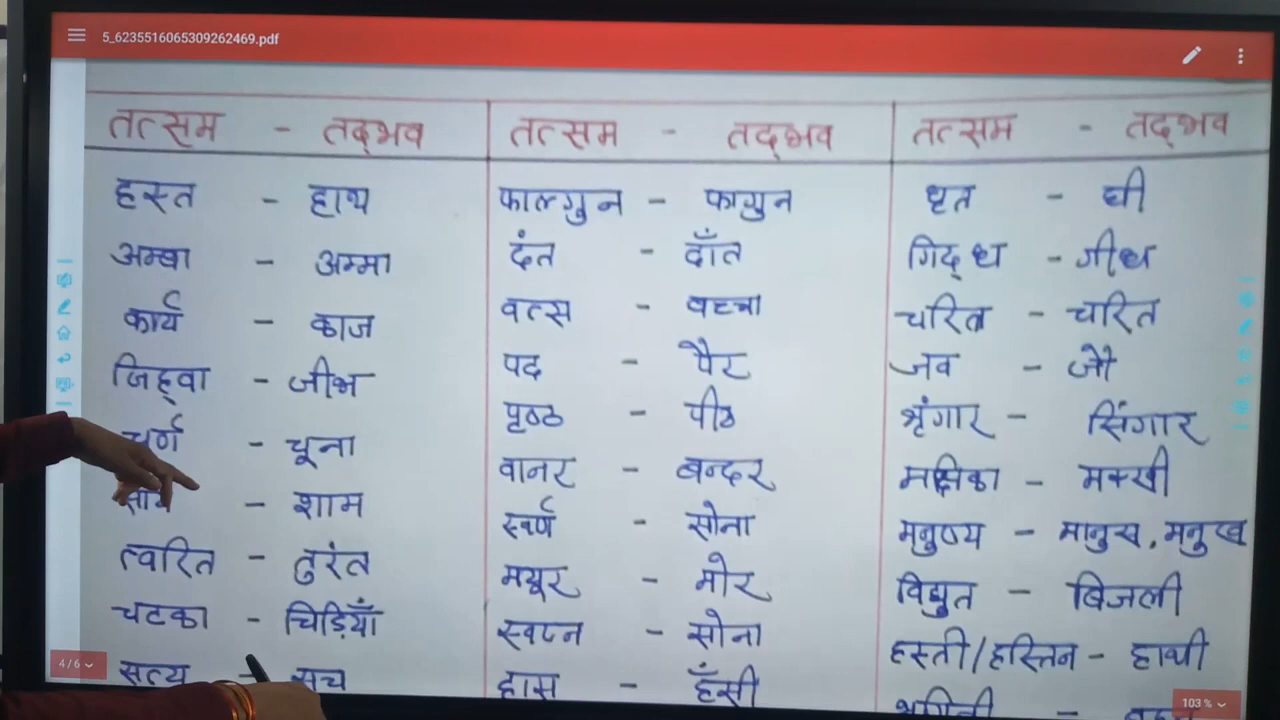 5_6235516065309262469.pdf
तत्सम - तद्भव
हस्त - हाथ
अम्बा - अम्मा
कार्य - काज
जिह्वा - जीभ
- चूना
- शाम
त्वरित - तुरंत
चटका - चिड़ियाँ
सत्य - सच
तत्सम - तद्भव
फाल्गुन - फागुन
दंत - दाँत
वत्स - बच्चा
पद - पैर
पृष्ठ - पीठ
वानर - बन्दर
स्वर्ण - सोना
मयूर - मोर
स्वप्न - सोना
हास - हँसी
तत्सम - तद्भव
घृत - घी
गिद्ध - गीध
चरित्र - चरित
जव - जौ
श्रृंगार - सिंगार
मक्षिका - मक्खी
मनुष्य - मानुस, मनुख
विद्युत - बिजली
हस्ती/हस्तिन - हाथी
4 / 6
103 %